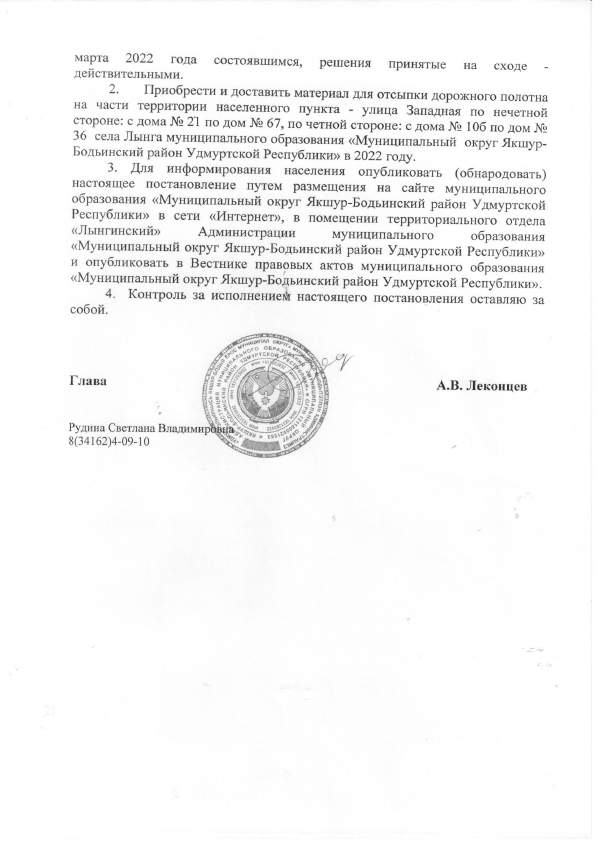 марта 2022 года состоявшимся, решения принятые на сходе -
действительными.
2. Приобрести и доставить материал для отсыпки дорожного полотна
на части территории населенного пункта - улица Западная по нечетной
стороне: с дома № 21 по дом № 67, по четной стороне: с дома № 10б по дом №
36 села Лынга муниципального образования «Муниципальный округ Якшур-
Бодьинский район Удмуртской Республики» в 2022 году.
3. Для информирования населения опубликовать (обнародовать)
настоящее постановление путем размещения на сайте муниципального
образования «Муниципальный округ Якшур-Бодьинский район Удмуртской
Республики» в сети «Интернет», в помещении территориального отдела
«Лынгинский» Администрации муниципального образования
«Муниципальный округ Якшур-Бодьинский район Удмуртской Республики»
и опубликовать в Вестнике правовых актов муниципального образования
«Муниципальный округ Якшур-Бодьинский район Удмуртской Республики».
4. Контроль за исполнением настоящего постановления оставляю за
собой.
Глава
А.В. Леконцев
Рудина Светлана Владимировна
8(34162)4-09-10